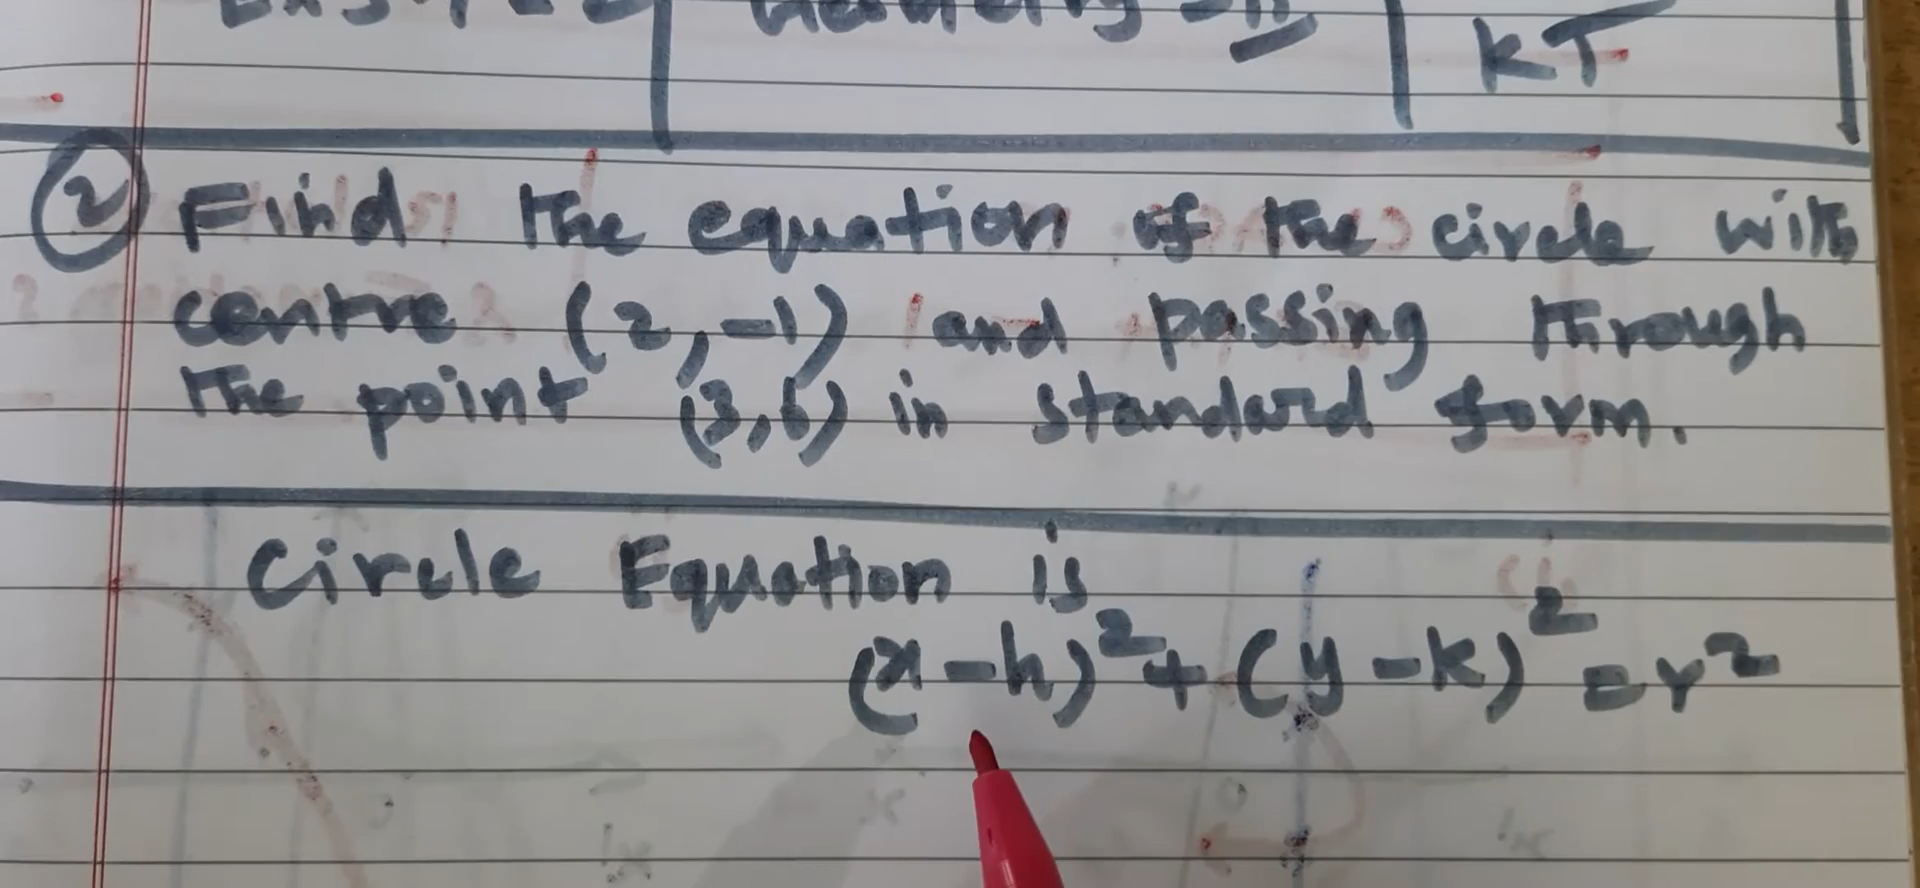 KT
② Find the equation of the circle with
centre (2,-1) and passing through
the point (3,6) in standard form.
Circle Equation is
(x-h)²+(y-k)²=r²